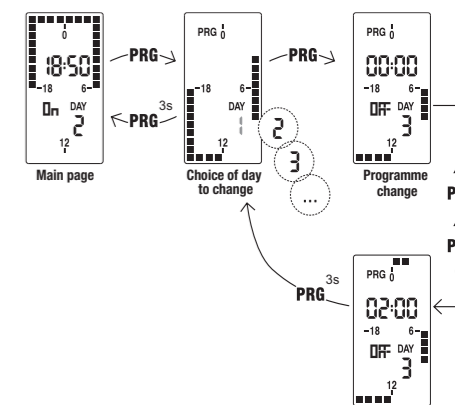 0
18:50
-18 6-
On DAY
2
12
Main page
PRG
PRG 3s
PRG 0
-18 6-
DAY
1
12
2
3
...
Choice of day
to change
PRG
PRG 0
00:00
-18 6-
OFF DAY
3
12
Programme
change
PRG 3s
PRG 0
02:00
-18 6-
OFF DAY
3
12